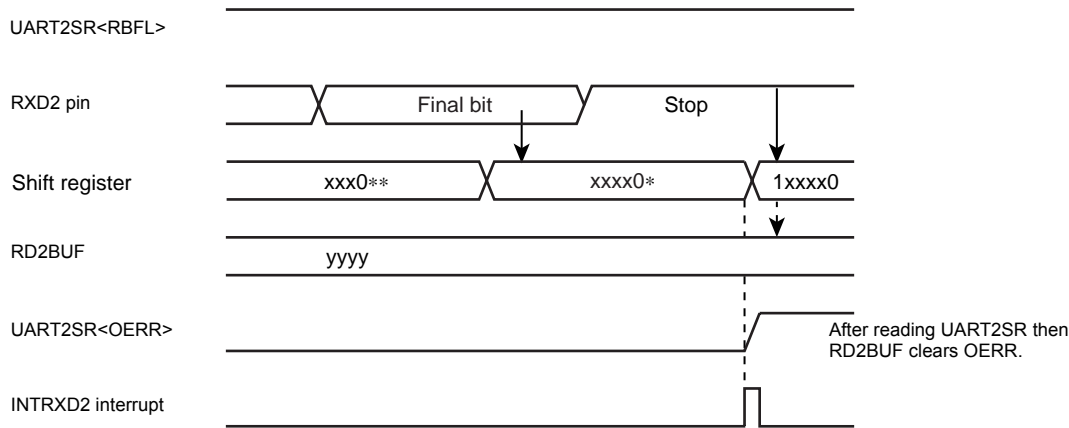 UART2SR<RBFL>
RXD2 pin
Final bit
Stop
Shift register
xxx0**
xxxx0*
1xxxx0
RD2BUF
yyyy
UART2SR<OERR>
After reading UART2SR then
RD2BUF clears OERR.
INTRXD2 interrupt